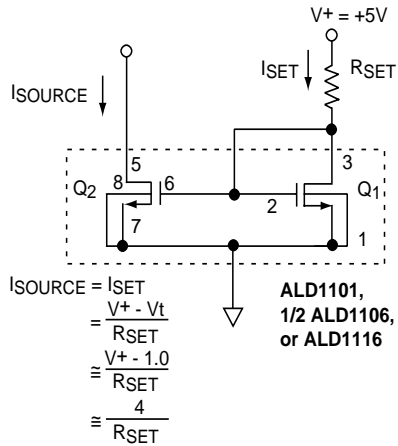 V+ = +5V
ISET
RSET
ISOURCE
5
3
Q2
8
6
2
Q1
7
1
ISOURCE = ISET
= V+ - Vt
RSET
≅ V+ - 1.0
RSET
≅ 4
RSET
ALD1101,
1/2 ALD1106,
or ALD1116